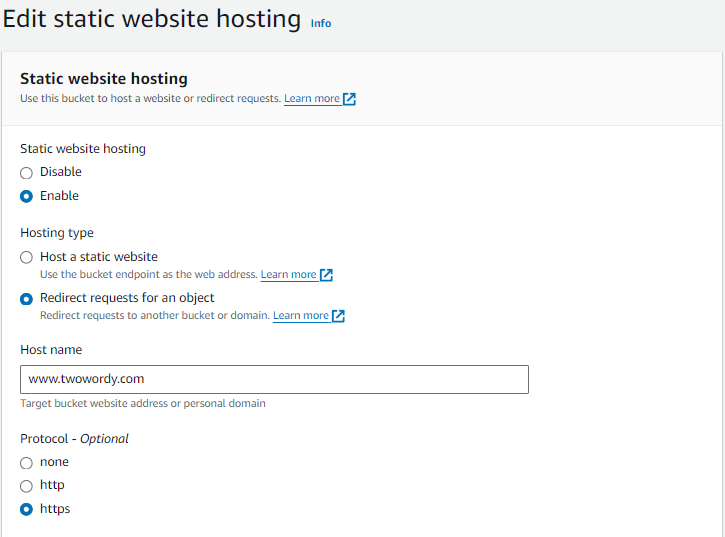 Edit static website hosting Info
Static website hosting
Use this bucket to host a website or redirect requests. Learn more
Static website hosting
Disable
Enable
Hosting type
Host a static website
Use the bucket endpoint as the web address. Learn more
Redirect requests for an object
Redirect requests to another bucket or domain. Learn more
Host name
www.twowordy.com
Target bucket website address or personal domain
Protocol - Optional
none
http
https